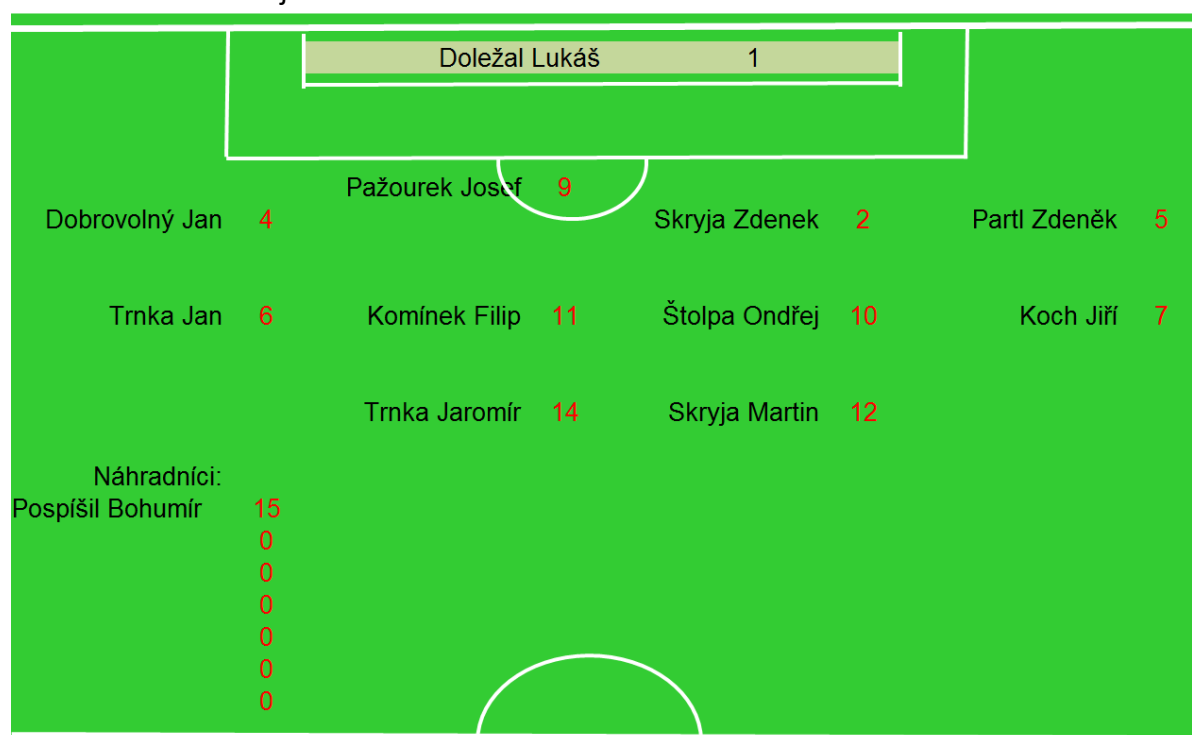 Doležal Lukáš 1
Pažourek Josef 9
Dobrovolný Jan 4 Skryja Zdenek 2 Partl Zdeněk 5
Trnka Jan 6 Komínek Filip 11 Štolpa Ondřej 10 Koch Jiří 7
Trnka Jaromír 14 Skryja Martin 12
Náhradníci:
Pospíšil Bohumír 15
0
0
0
0
0
0